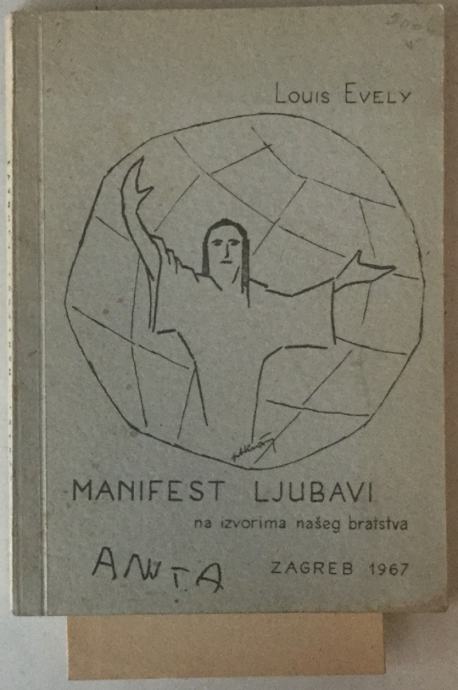 Louis Evely
MANIFEST LJUBAVI
na izvorima našeg bratstva
ANTA
ZAGREB 1967